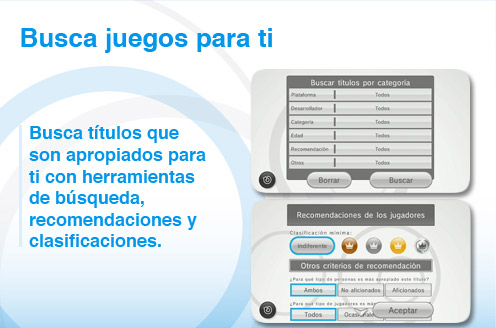 Busca juegos para ti
Busca títulos que
son apropiados para
ti con herramientas
de búsqueda,
recomendaciones y
clasificaciones.
Buscar títulos por categoría
Plataforma Todos
Desarrollador Todos
Categoría Todos
Edad Todos
Recomendación Todos
Otros Todos
Borrar Buscar
Recomendaciones de los jugadores
Clasificación mínima:
Indiferente
Otros criterios de recomendación
¿Para qué tipo de personas es más apropiado este título?
Ambos No aficionados Aficionados
¿Para qué tipo de jugadores es más
Todos Aceptar